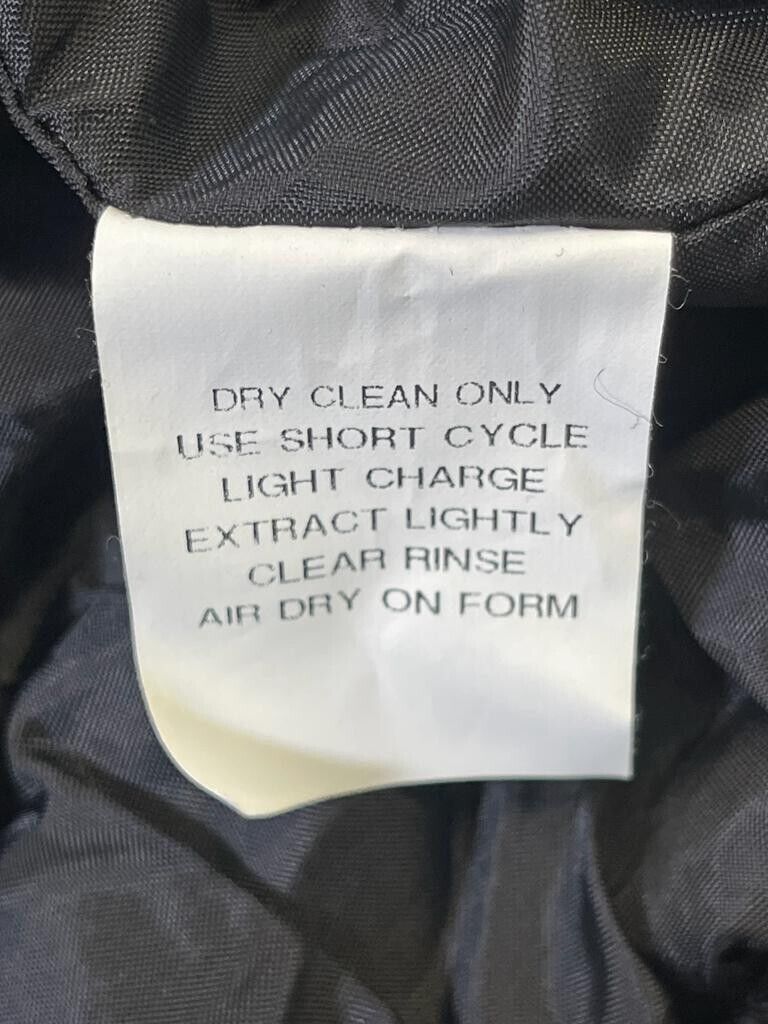 DRY CLEAN ONLY
USE SHORT CYCLE
LIGHT CHARGE
EXTRACT LIGHTLY
CLEAR RINSE
AIR DRY ON FORM